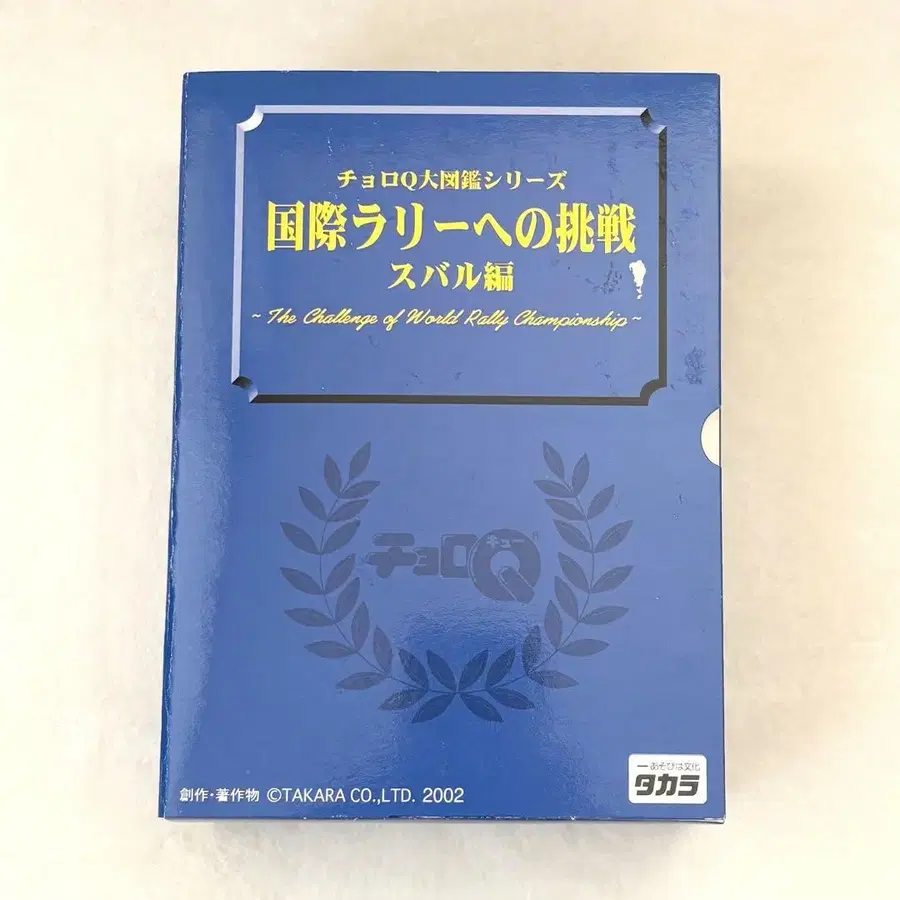 チョロQ大図鑑シリーズ
国際ラリーへの挑戦
スバル編
~The Challenge of World Rally Championship~
チョロQ
キュー
創作・著作物 ©TAKARA CO.,LTD. 2002
ーあそびは文化
タカラ